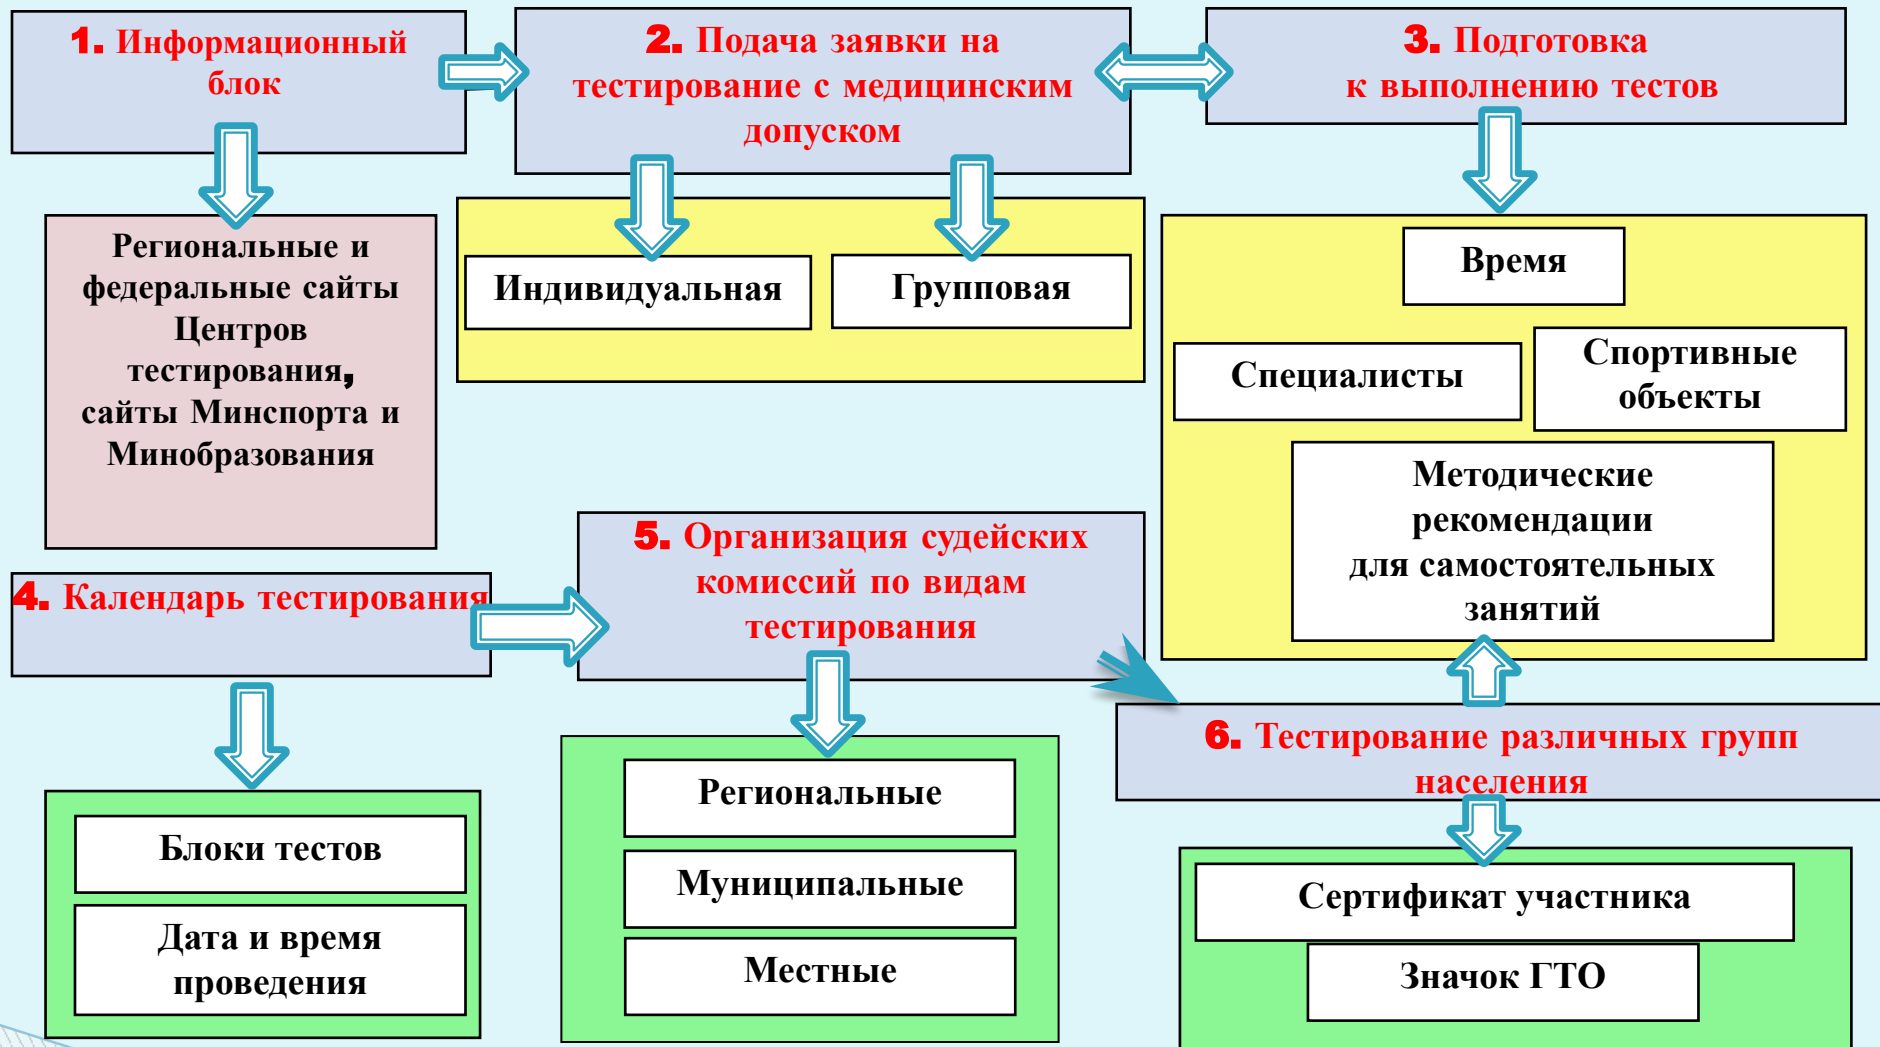 1. Информационный
блок
2. Подача заявки на
тестирование с медицинским
допуском
3. Подготовка
к выполнению тестов
Региональные и
федеральные сайты
Центров
тестирования,
сайты Минспорта и
Минобразования
Индивидуальная
Групповая
Время
Специалисты
Спортивные
объекты
Методические
рекомендации
для самостоятельных
занятий
4. Календарь тестирования
5. Организация судейских
комиссий по видам
тестирования
6. Тестирование различных групп
населения
Блоки тестов
Дата и время
проведения
Региональные
Муниципальные
Местные
Сертификат участника
Значок ГТО